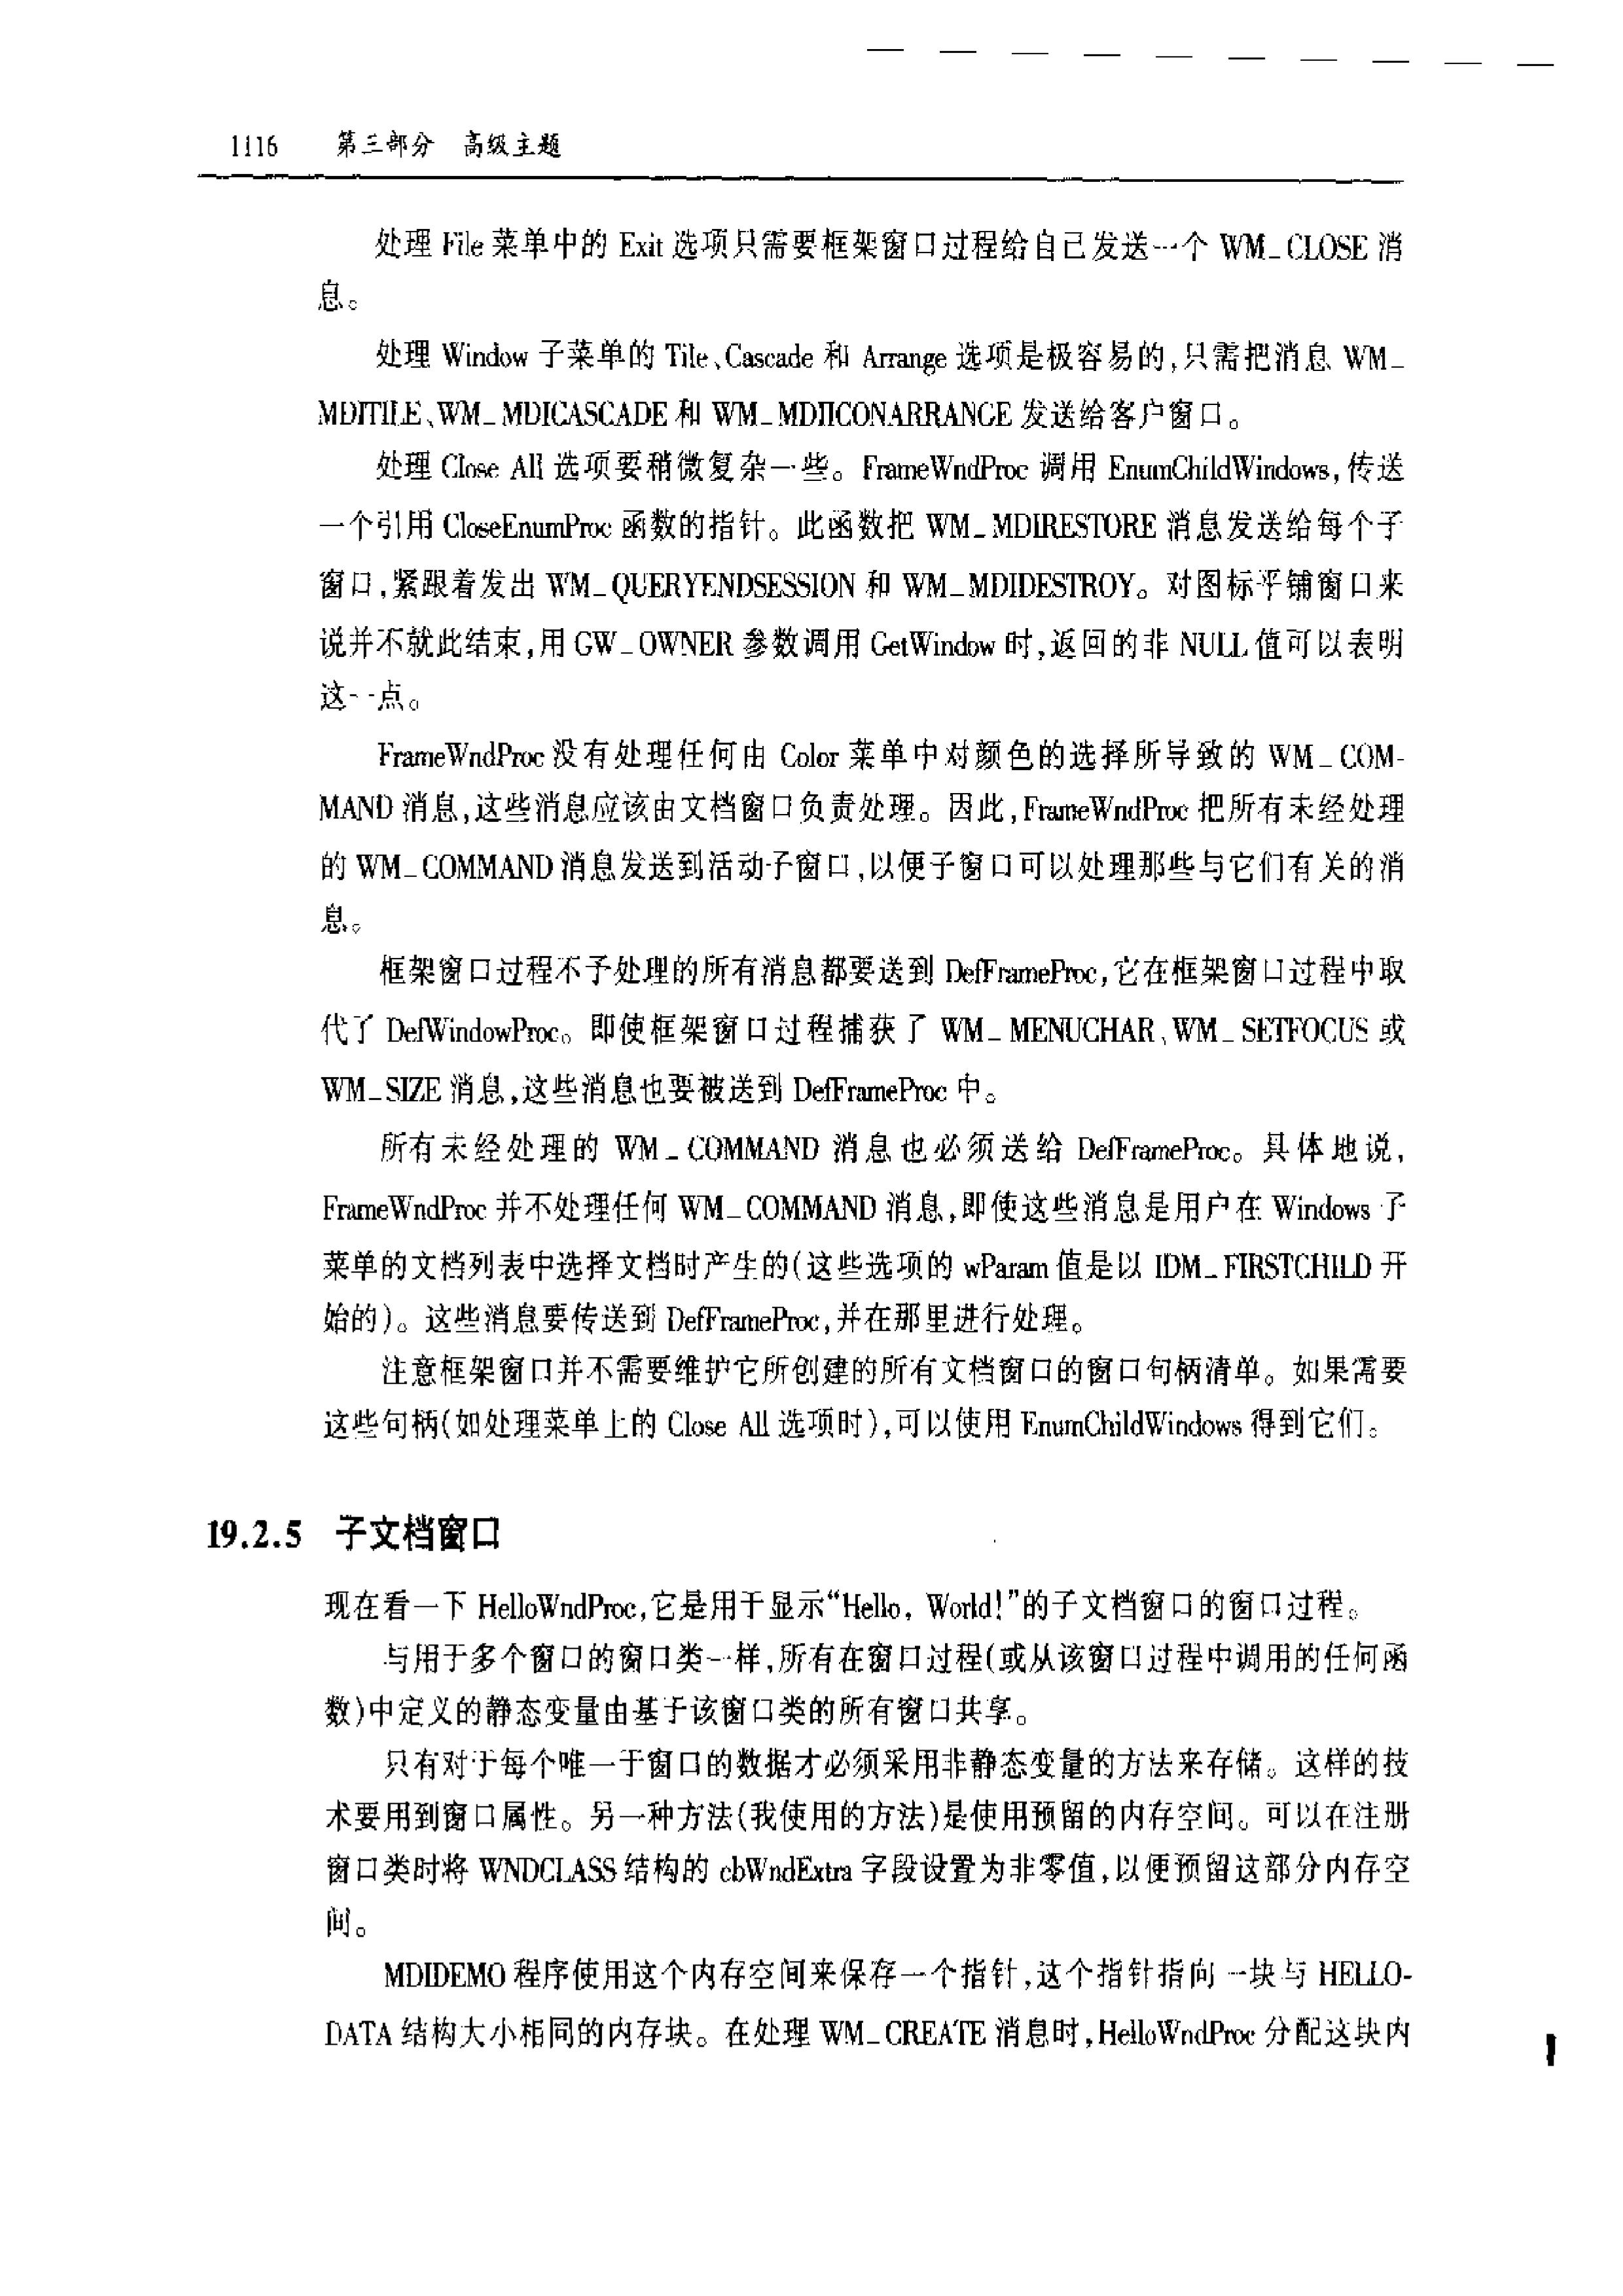 1116 第三部分 高级主题
处理 File 菜单中的 Exit 选项只需要框架窗口过程给自己发送一个 WM_CLOSE 消
息。
处理 Window 子菜单的 Tile、Cascade 和 Arrange 选项是极容易的,只需把消息 WM_
MDITILE、WM_MDICASCADE 和 WM_MDIICONARRANGE 发送给客户窗口。
处理 Close All 选项要稍微复杂一些。FrameWndProc 调用 EnumChildWindows,传送
一个引用 CloseEnumProc 函数的指针。此函数把 WM_MDIRESTORE 消息发送给每个子
窗口,紧跟着发出 WM_QUERYENDSESSION 和 WM_MDIDESTROY。对图标平铺窗口来
说并不就此结束,用 GW_OWNER 参数调用 GetWindow 时,返回的非 NULL 值可以表明
这一点。
FrameWndProc 没有处理任何由 Color 菜单中对颜色的选择所导致的 WM_COM-
MAND 消息,这些消息应该由文档窗口负责处理。因此,FrameWndProc 把所有未经处理
的 WM_COMMAND 消息发送到活动子窗口,以便子窗口可以处理那些与它们有关的消
息。
框架窗口过程不予处理的所有消息都要送到 DefFrameProc,它在框架窗口过程中取
代了 DefWindowProc。即使框架窗口过程捕获了 WM_MENUCHAR、WM_SETFOCUS 或
WM_SIZE 消息,这些消息也要被送到 DefFrameProc 中。
所有未经处理的 WM_COMMAND 消息也必须送给 DefFrameProc。具体地说,
FrameWndProc 并不处理任何 WM_COMMAND 消息,即使这些消息是用户在 Windows 子
菜单的文档列表中选择文档时产生的(这些选项的 wParam 值是以 IDM_FIRSTCHILD 开
始的)。这些消息要传送到 DefFrameProc,并在那里进行处理。
注意框架窗口并不需要维护它所创建的所有文档窗口的窗口句柄清单。如果需要
这些句柄(如处理菜单上的 Close All 选项时),可以使用 EnumChildWindows 得到它们。
19.2.5 子文档窗口
现在看一下 HelloWndProc,它是用于显示“Hello, World!”的子文档窗口的窗口过程。
与用于多个窗口的窗口类一样,所有在窗口过程(或从该窗口过程中调用的任何函
数)中定义的静态变量由基于该窗口类的所有窗口共享。
只有对于每个唯一于窗口的数据才必须采用非静态变量的方法来存储。这样的技
术要用到窗口属性。另一种方法(我使用的方法)是使用预留的内存空间。可以在注册
窗口类时将 WNDCLASS 结构的 cbWndExtra 字段设置为非零值,以便预留这部分内存空
间。
MDIDEMO 程序使用这个内存空间来保存一个指针,这个指针指向一块与 HELLO-
DATA 结构大小相同的内存块。在处理 WM_CREATE 消息时,HelloWndProc 分配这块内